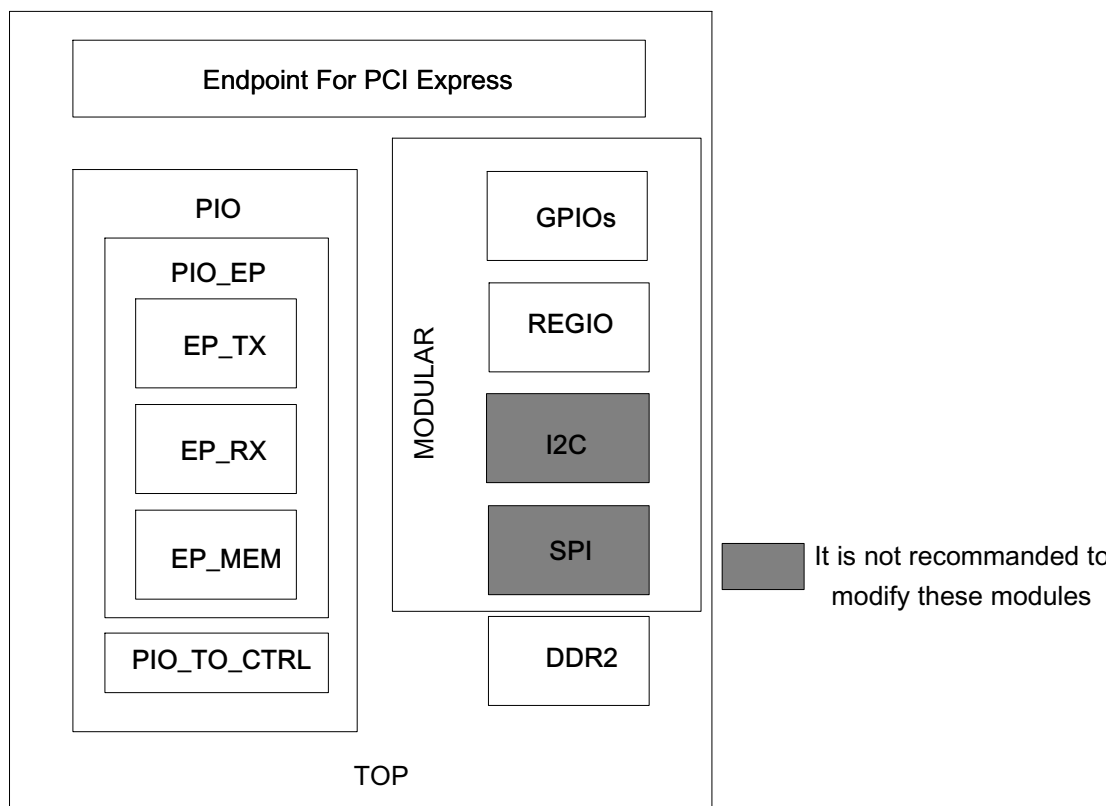 Endpoint For PCI Express
PIO
PIO_EP
EP_TX
EP_RX
EP_MEM
PIO_TO_CTRL
MODULAR
GPIOs
REGIO
I2C
SPI
DDR2
TOP
It is not recommanded to
modify these modules